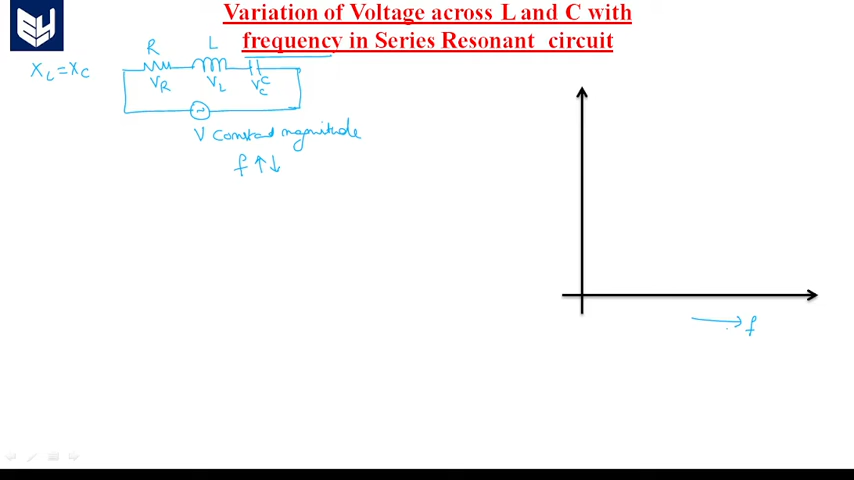 Variation of Voltage across L and C with
frequency in Series Resonant circuit
R L C
X_L = X_C
V_R V_L V_C
V constant magnitude
f ↑↓
→ f